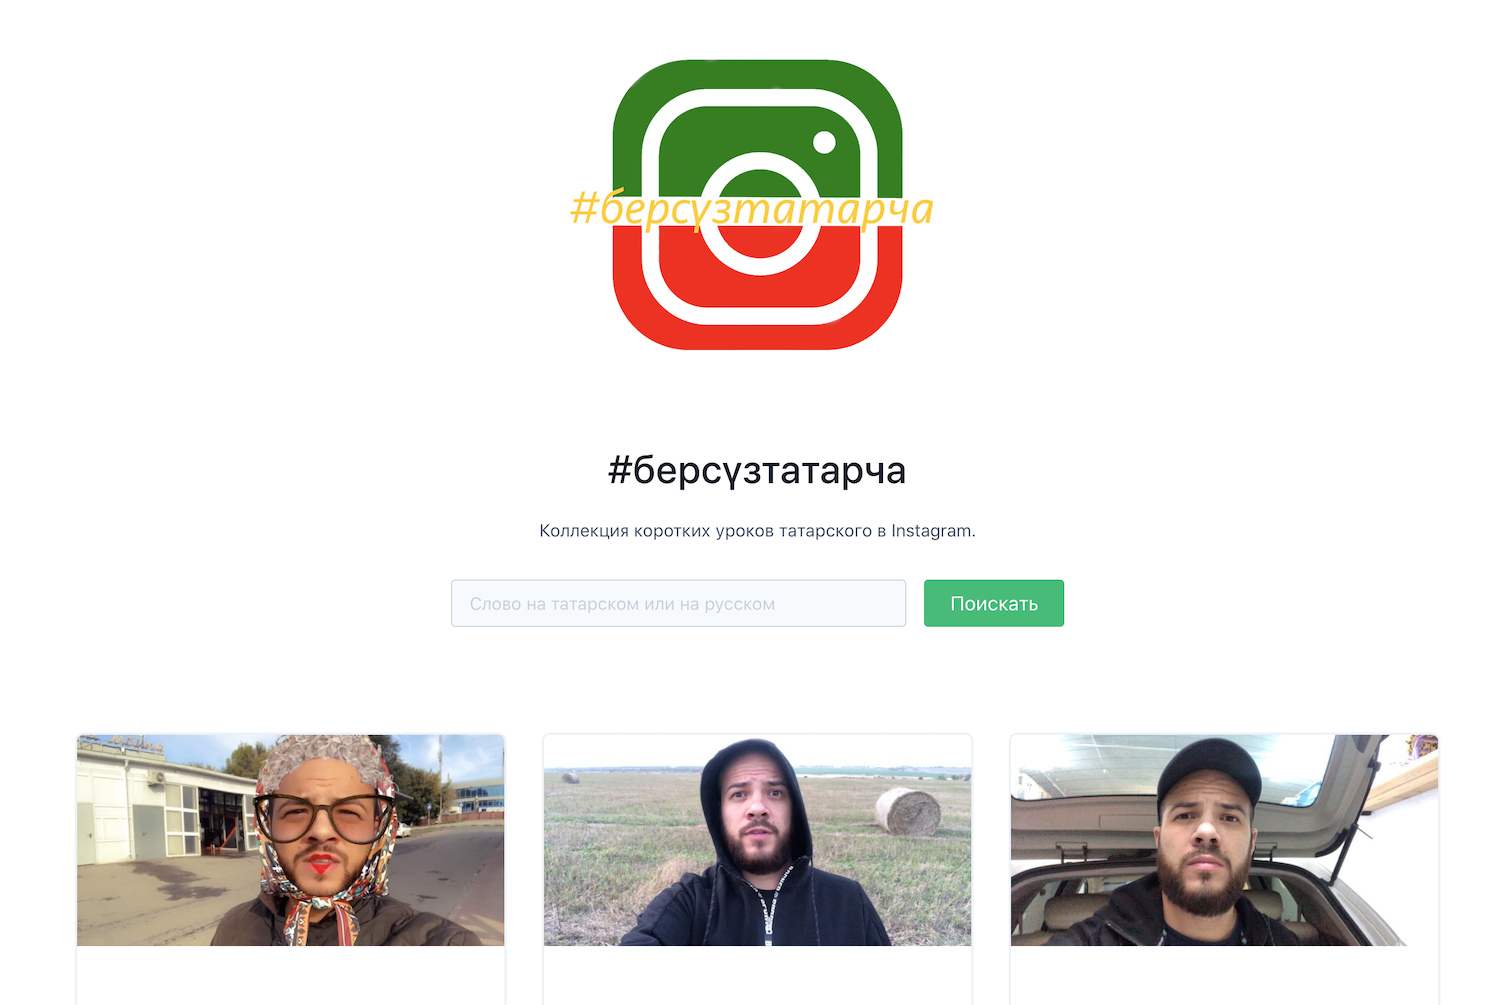 #берсүзтатарча
#берсүзтатарча
Коллекция коротких уроков татарского в Instagram.
Слово на татарском или на русском
Поискать